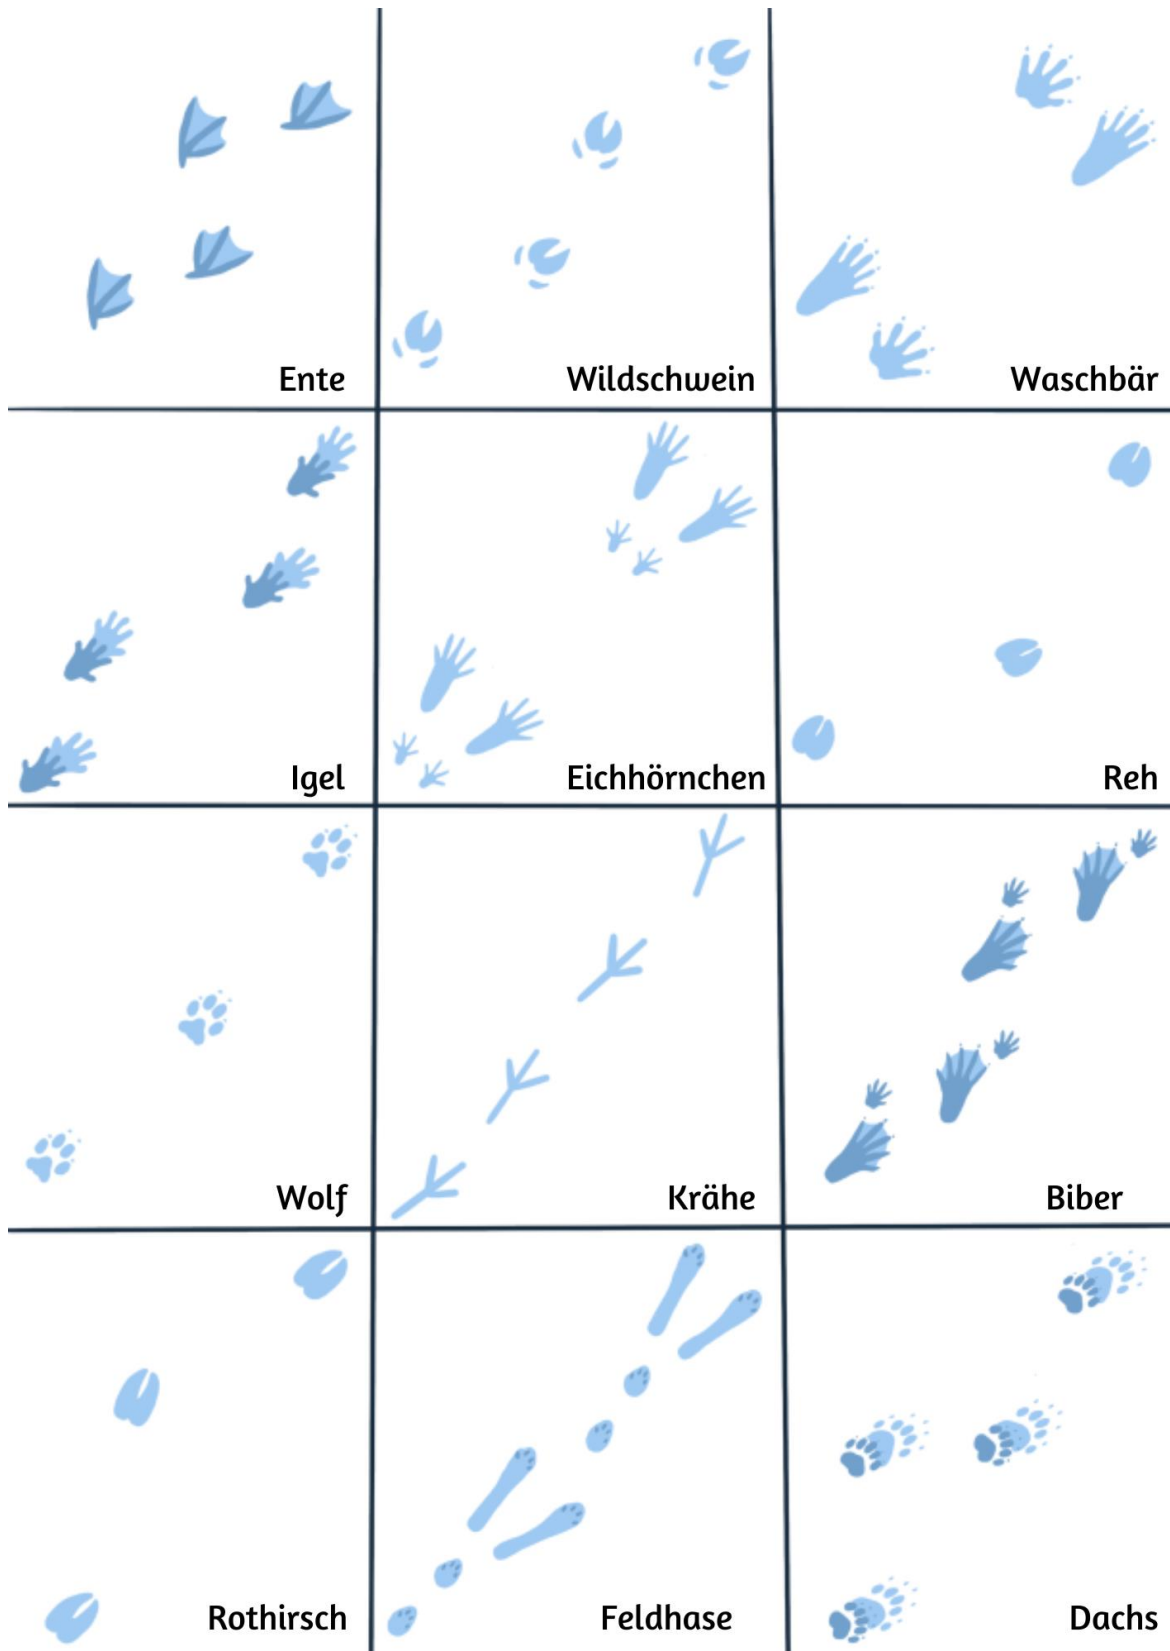 Ente
Wildschwein
Waschbär
Igel
Eichhörnchen
Reh
Wolf
Krähe
Biber
Rothirsch
Feldhase
Dachs